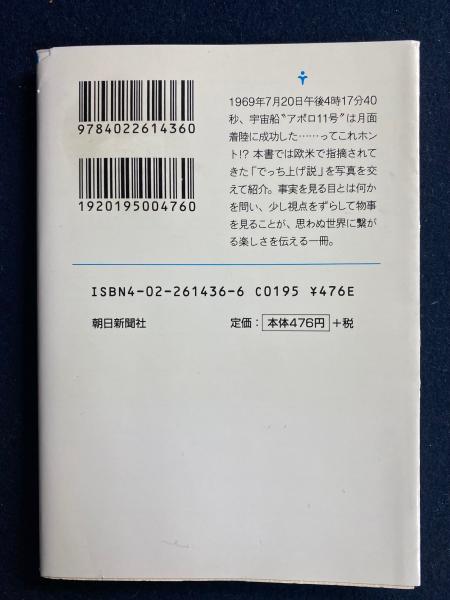 9784022614360
1920195004760
1969年7月20日午後4時17分40
秒、宇宙船〝アポロ11号〟は月面
着陸に成功した……ってこれホン
ト!? 本書では欧米で指摘されて
きた「でっち上げ説」を写真を交
えて紹介。事実を見る目とは何か
を問い、少し視点をずらして物事
を見ることが、思わぬ世界に繋が
る楽しさを伝える一冊。
ISBN4-02-261436-6 C0195 ¥476E
朝日新聞社 定価:本体476円+税